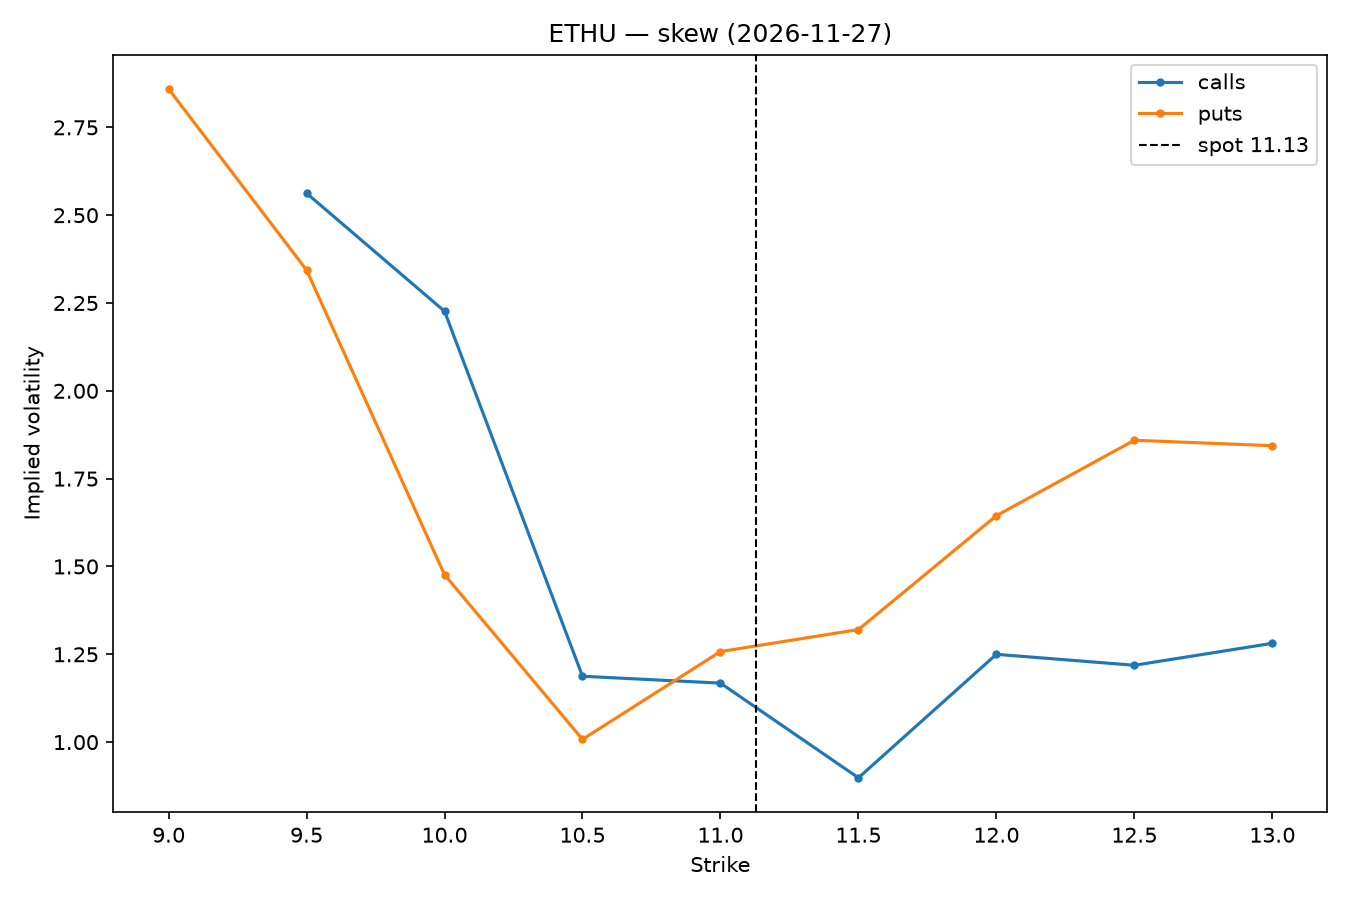 ETHU — skew (2026-11-27)
calls
puts
spot 11.13
Implied volatility
2.75
2.50
2.25
2.00
1.75
1.50
1.25
1.00
9.0 9.5 10.0 10.5 11.0 11.5 12.0 12.5 13.0
Strike